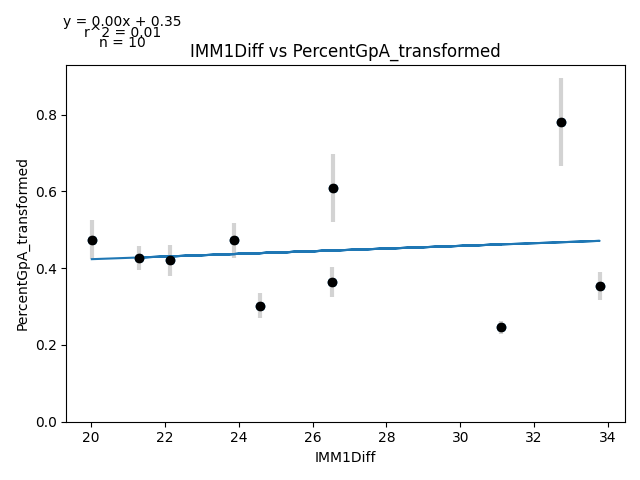 y = 0.00x + 0.35
r^2 = 0.01
n = 10
IMM1Diff vs PercentGpA_transformed
PercentGpA_transformed
0.8
0.6
0.4
0.2
0.0
20 22 24 26 28 30 32 34
IMM1Diff